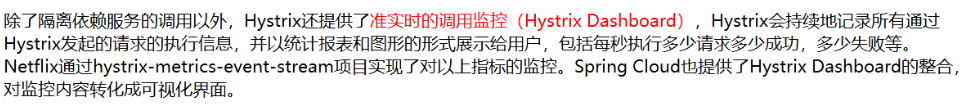 除了隔离依赖服务的调用以外，Hystrix还提供了准实时的调用监控（Hystrix Dashboard），Hystrix会持续地记录所有通过
Hystrix发起的请求的执行信息，并以统计报表和图形的形式展示给用户，包括每秒执行多少请求多少成功，多少失败等。
Netflix通过hystrix-metrics-event-stream项目实现了对以上指标的监控。Spring Cloud也提供了Hystrix Dashboard的整合，
对监控内容转化成可视化界面。